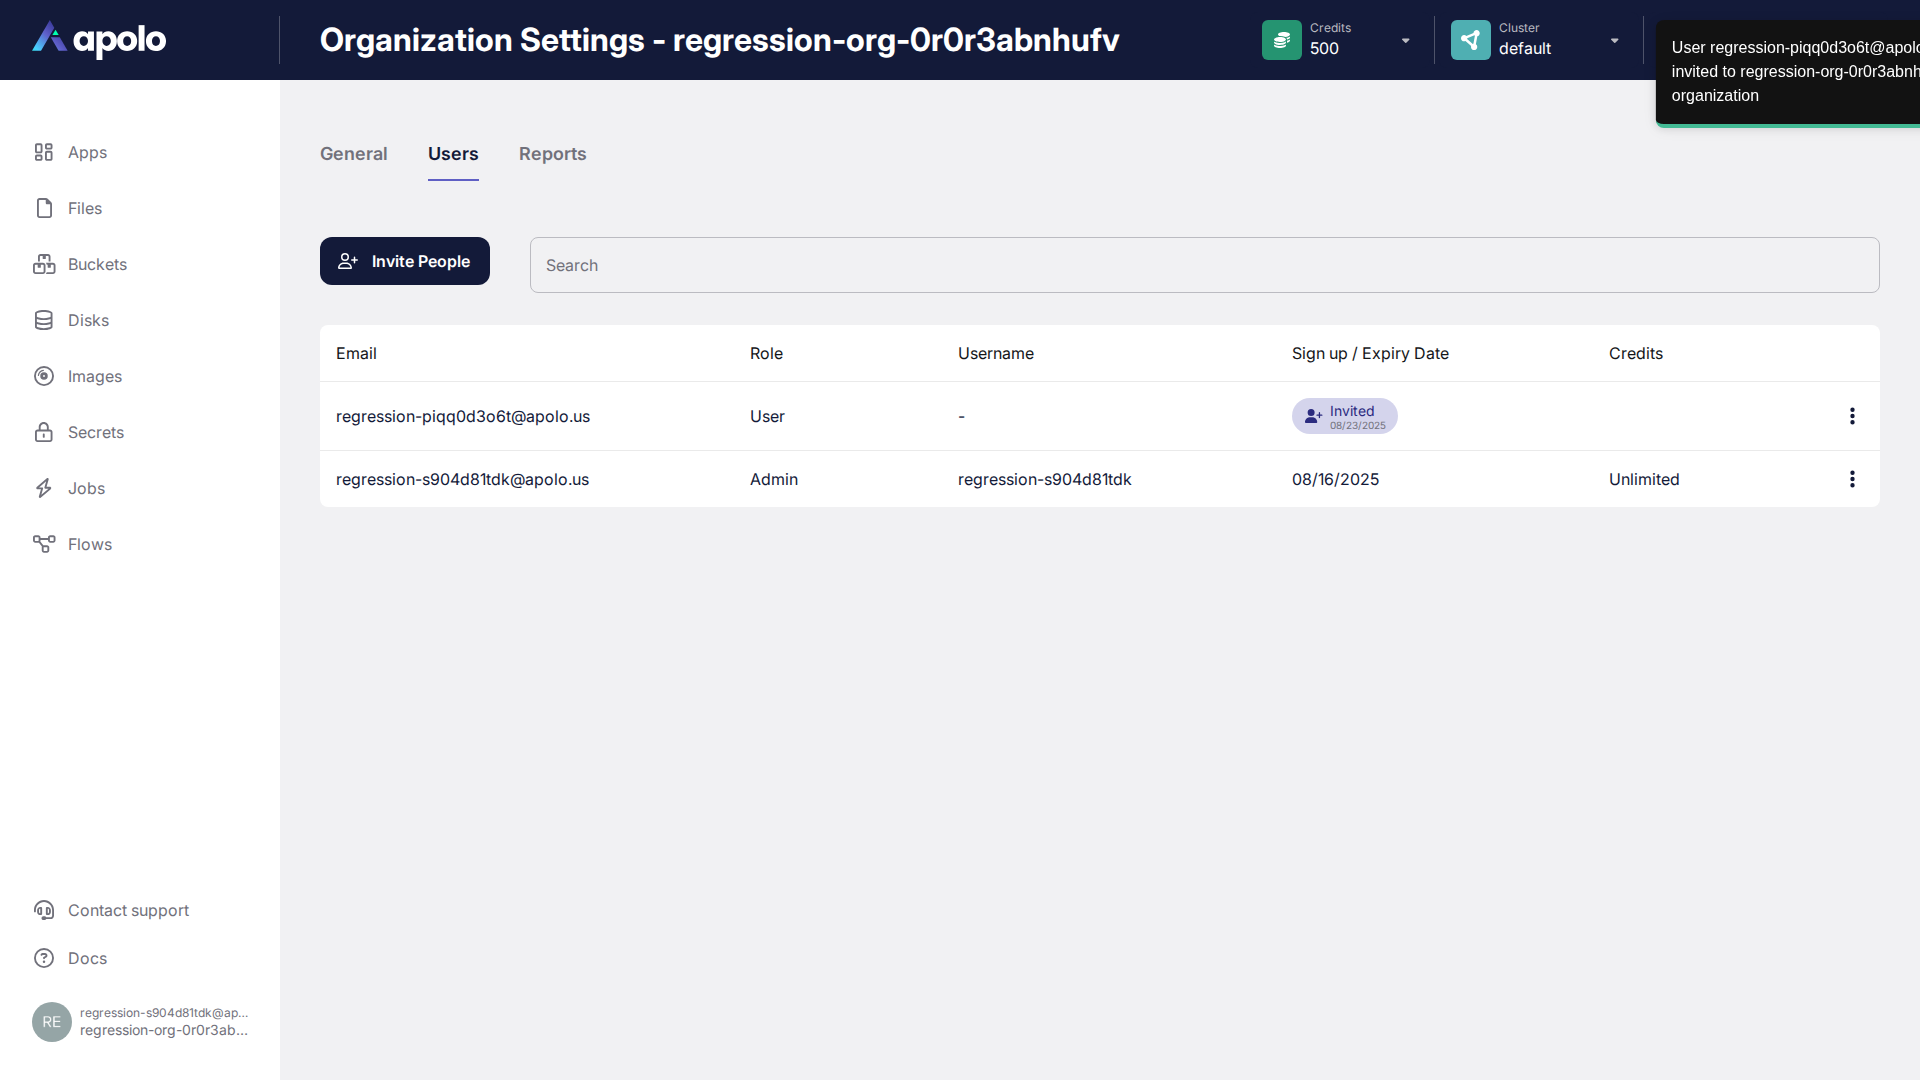 apolo
Organization Settings - regression-org-0r0r3abnhufv
Credits
500
Cluster
default
User regression-piqq0d3o6t@apolo
invited to regression-org-0r0r3abnh
organization
Apps
Files
Buckets
Disks
Images
Secrets
Jobs
Flows
Contact support
Docs
RE
regression-s904d81tdk@ap...
regression-org-0r0r3ab...
General
Users
Reports
Invite People
Search
Email
Role
Username
Sign up / Expiry Date
Credits
regression-piqq0d3o6t@apolo.us
User
-
Invited
08/23/2025
regression-s904d81tdk@apolo.us
Admin
regression-s904d81tdk
08/16/2025
Unlimited